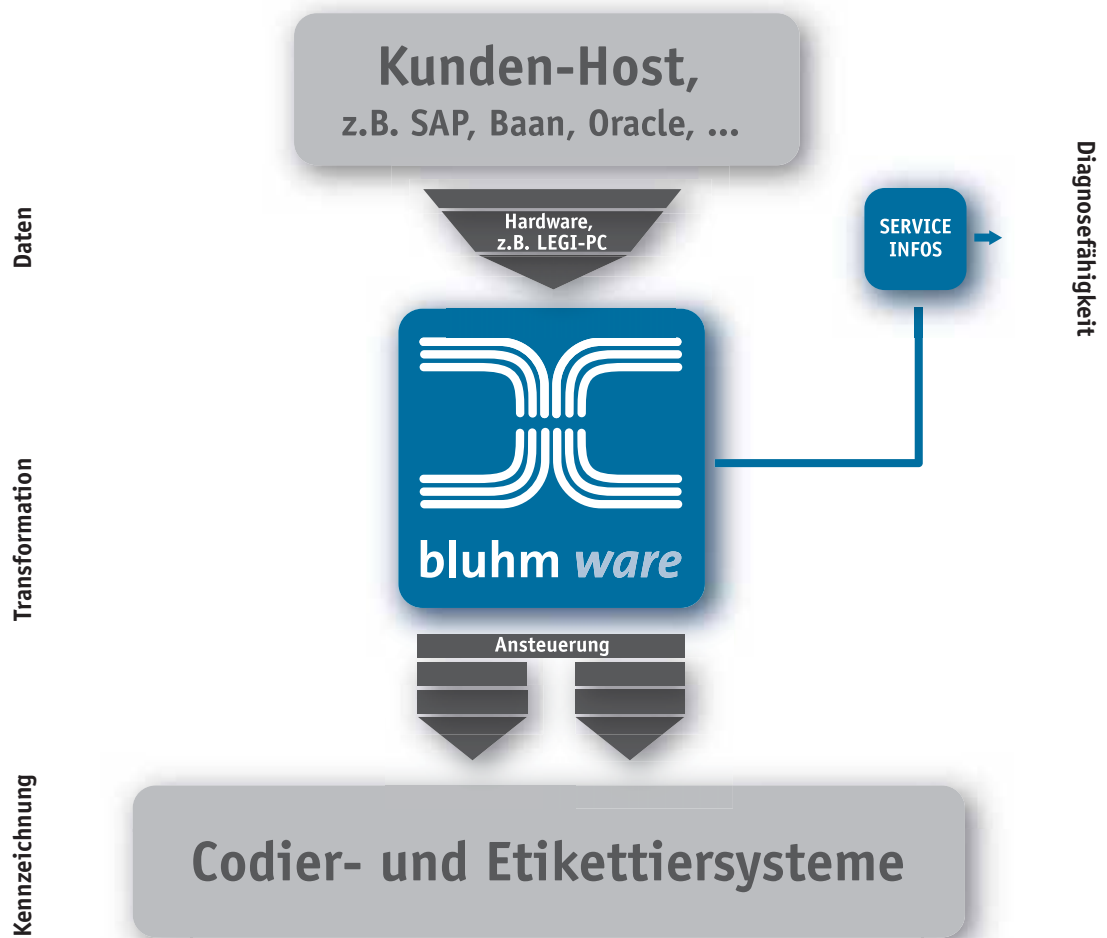 Kunden-Host,
z.B. SAP, Baan, Oracle, ...
Daten
Hardware,
z.B. LEGI-PC
SERVICE
INFOS
Diagnosefähigkeit
Transformation
bluhm ware
Ansteuerung
Kennzeichnung
Codier- und Etikettiersysteme